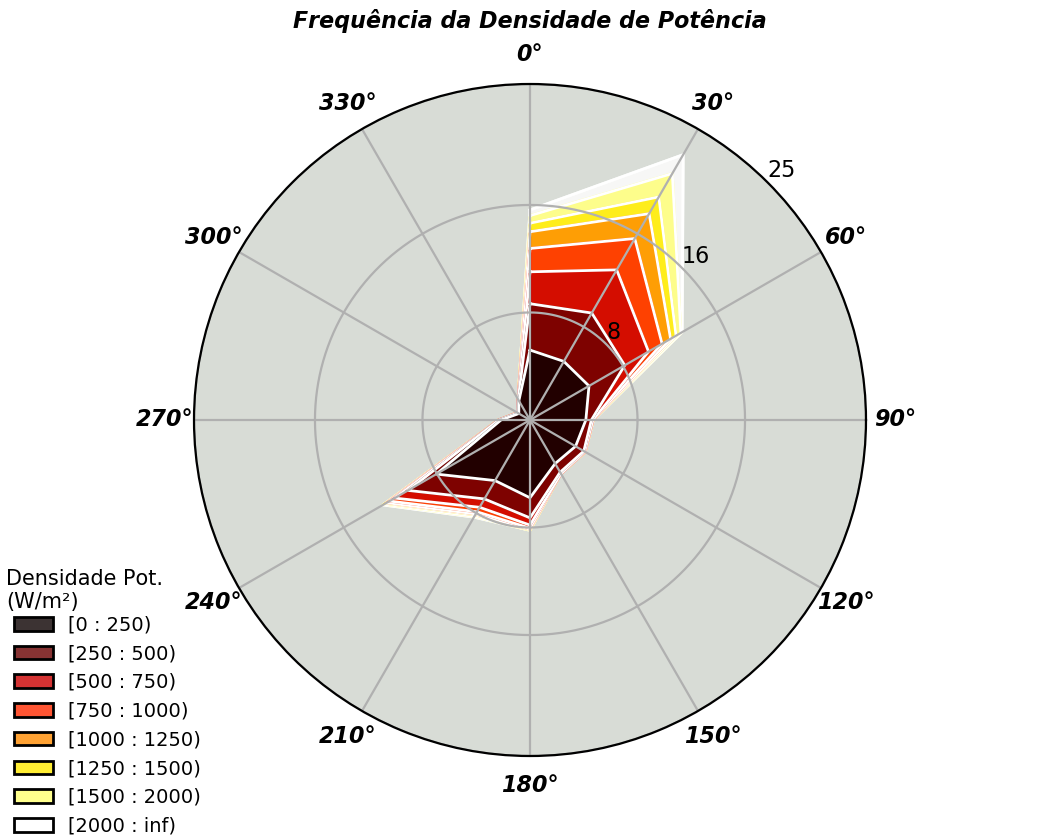 Frequência da Densidade de Potência
0°
330°
30°
25
300°
60°
16
8
270°
90°
240°
120°
210°
150°
180°
Densidade Pot.
(W/m²)
[0 : 250)
[250 : 500)
[500 : 750)
[750 : 1000)
[1000 : 1250)
[1250 : 1500)
[1500 : 2000)
[2000 : inf)